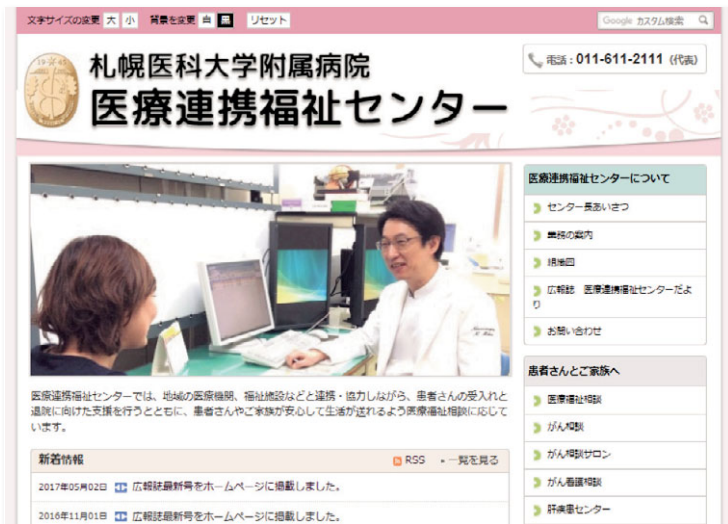 文字サイズの変更 大 小 背景を変更 白 黒 リセット
Google カスタム検索
札幌医科大学附属病院
医療連携福祉センター
電話：011-611-2111（代表）
医療連携福祉センターについて
センター長あいさつ
業務の案内
組織図
広報誌 医療連携福祉センターだよ
り
お問い合わせ
患者さんとご家族へ
医療福祉相談
がん相談
がん相談サロン
がん看護相談
肝疾患センター
医療連携福祉センターでは、地域の医療機関、福祉施設などと連携・協力しながら、患者さんの受入れと
退院に向けた支援を行うとともに、患者さんやご家族が安心して生活が送れるよう医療福祉相談に応じて
います。
新着情報
RSS 一覧を見る
2017年05月02日 広報誌最新号をホームページに掲載しました。
2016年11月01日 広報誌最新号をホームページに掲載しました。